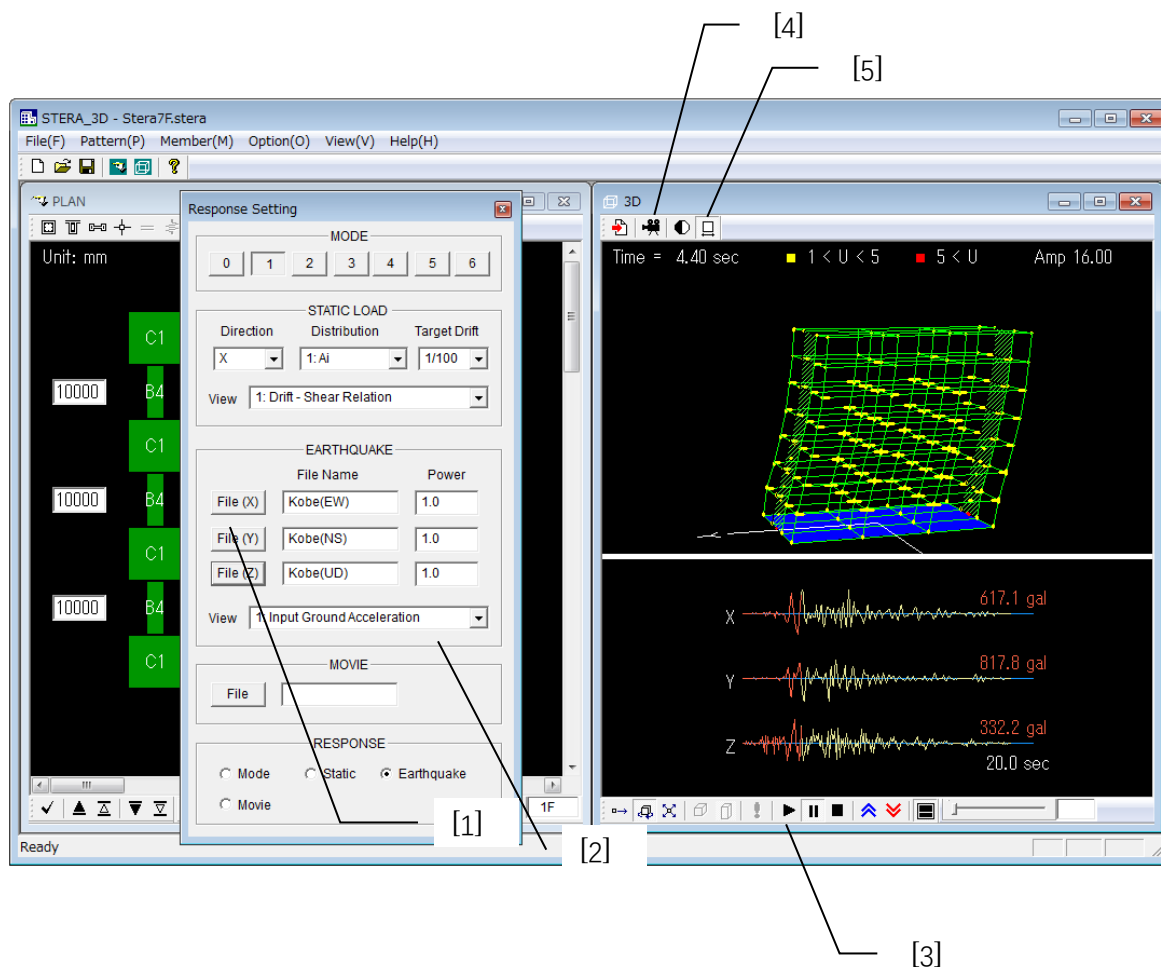 [4]
[5]
STERA_3D - Stera7F.stera
File(F) Pattern(P) Member(M) Option(O) View(V) Help(H)
PLAN
Unit: mm
C1
10000 B4
C1
10000 B4
C1
10000 B4
C1
1F
Response Setting
MODE
0 1 2 3 4 5 6
STATIC LOAD
Direction Distribution Target Drift
X 1: Ai 1/100
View 1: Drift - Shear Relation
EARTHQUAKE
File Name Power
File (X) Kobe(EW) 1.0
File (Y) Kobe(NS) 1.0
File (Z) Kobe(UD) 1.0
View 1: Input Ground Acceleration
MOVIE
File
RESPONSE
Mode Static Earthquake
Movie
[1]
[2]
3D
Time = 4.40 sec 1 < U < 5 5 < U Amp 16.00
X 617.1 gal
Y 817.8 gal
Z 332.2 gal
20.0 sec
Ready
[3]